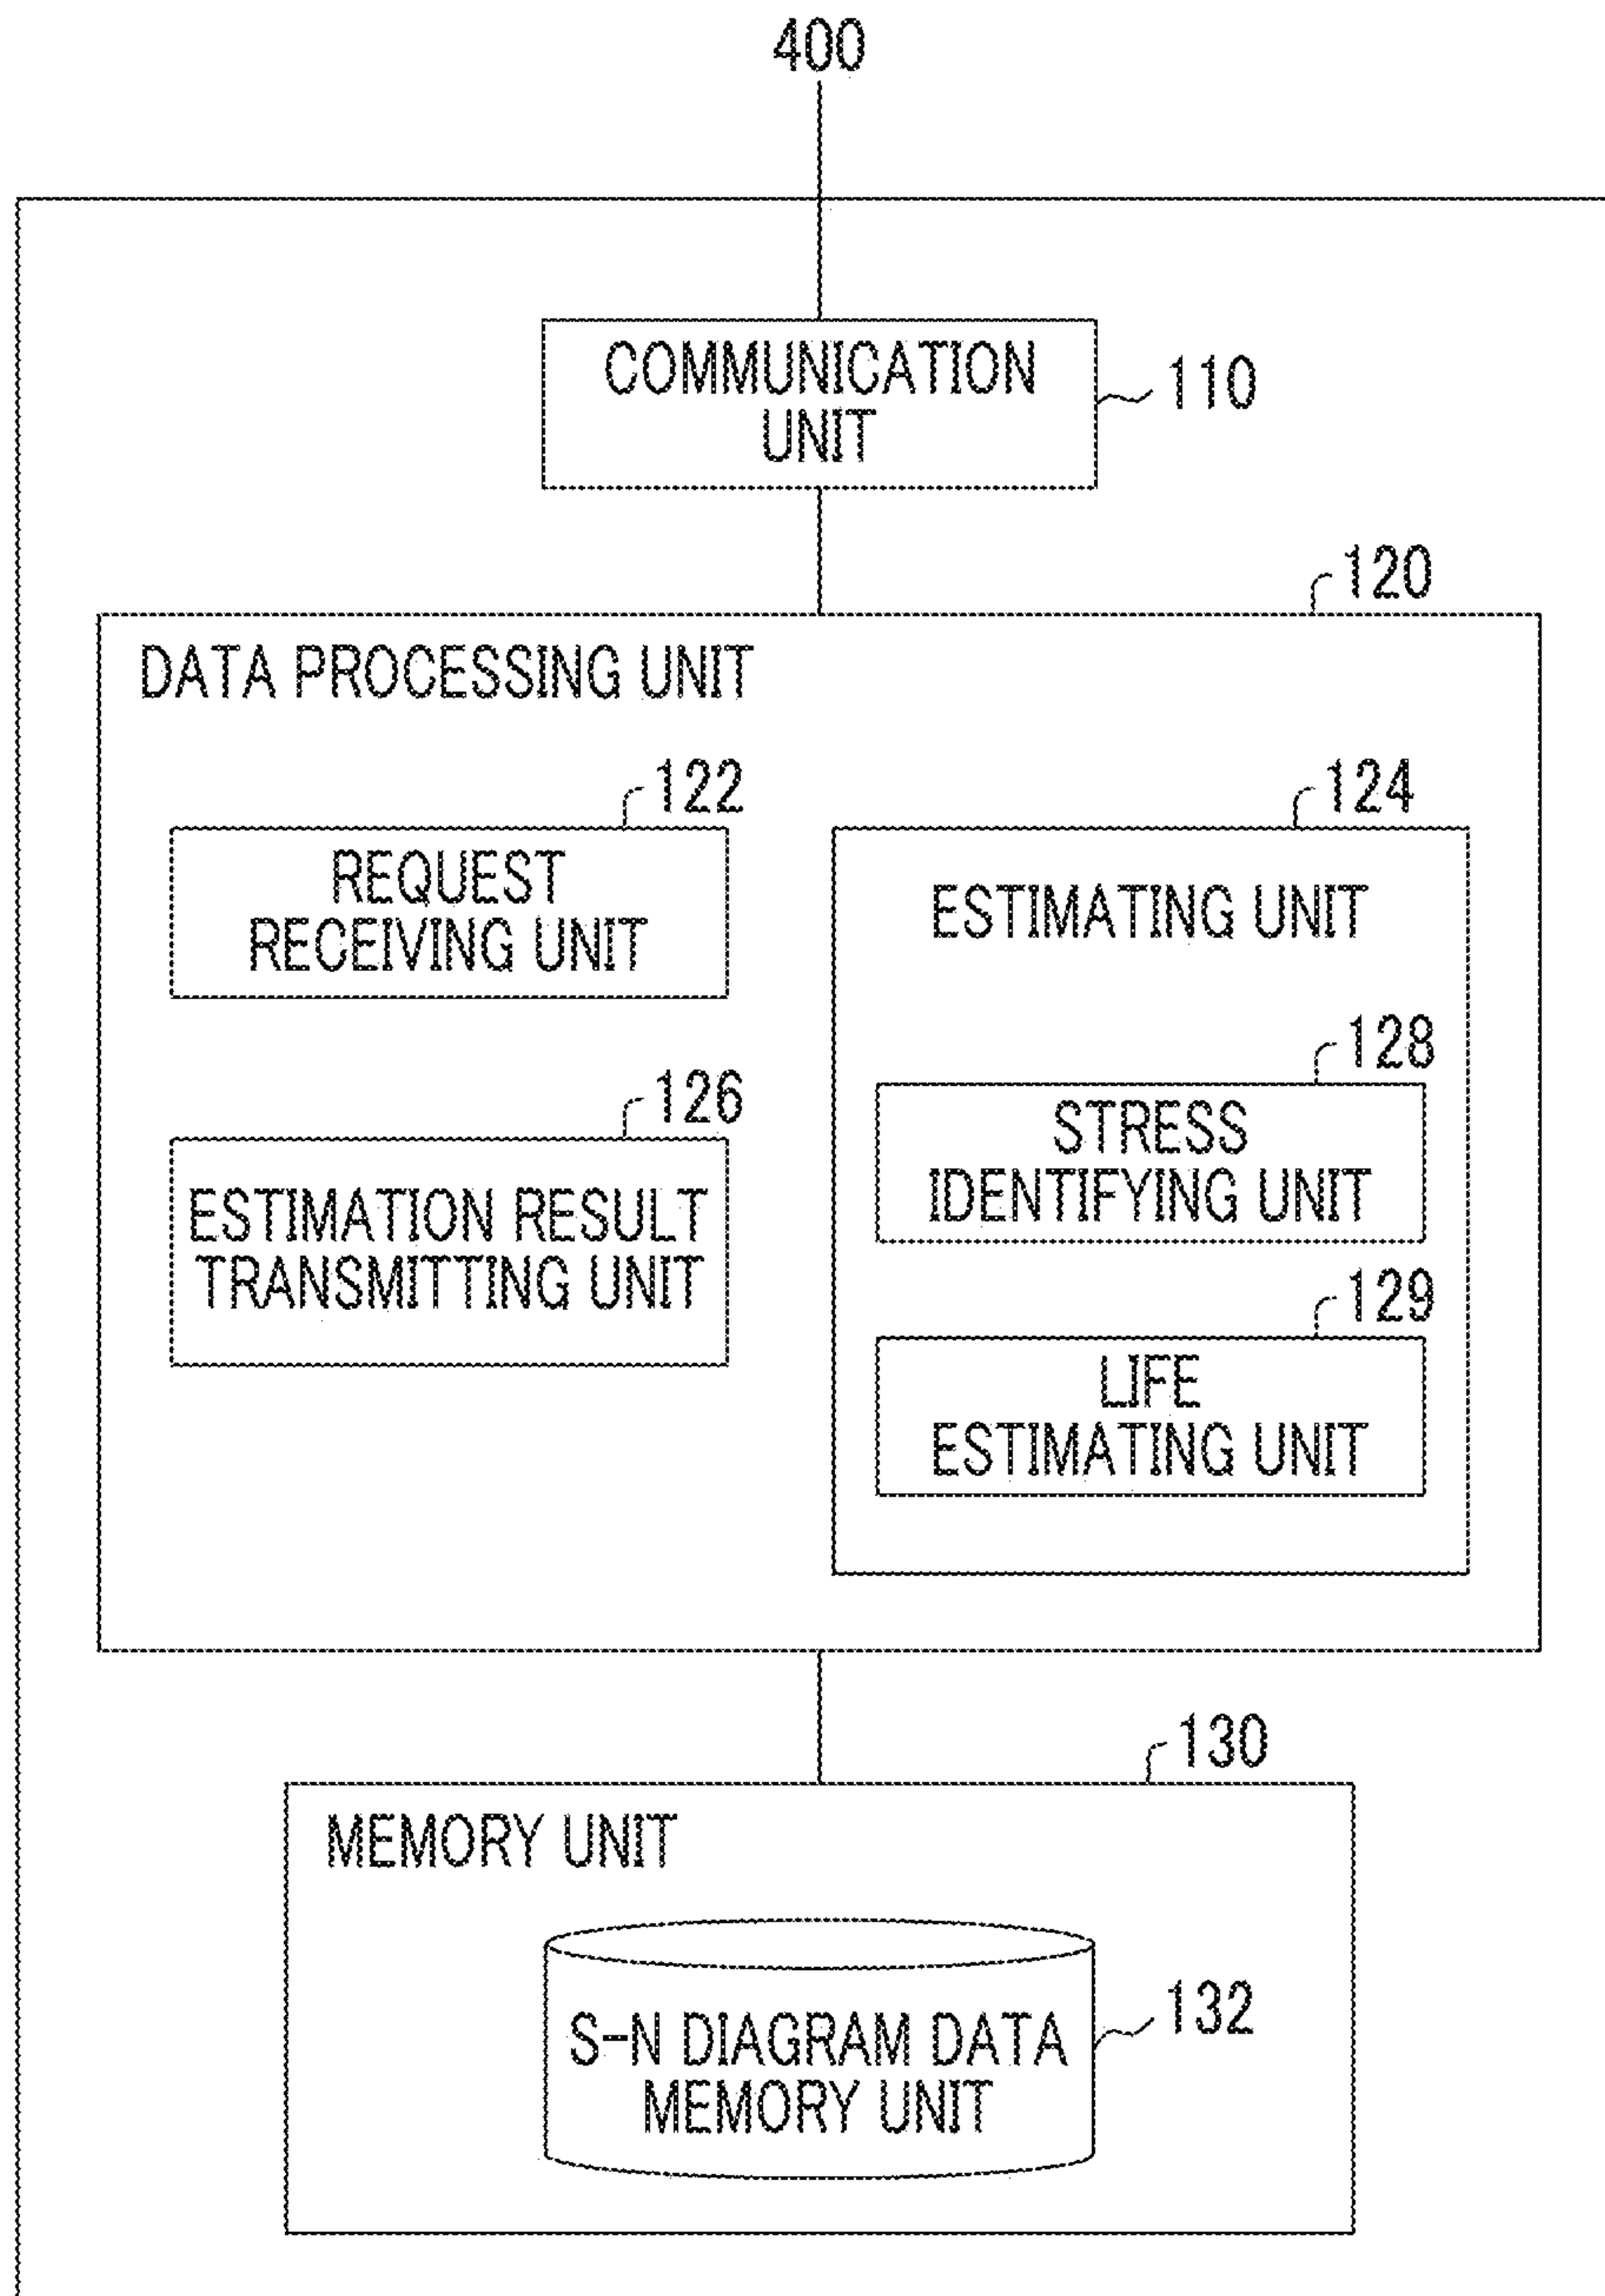 400
COMMUNICATION
UNIT
110
120
DATA PROCESSING UNIT
122
REQUEST
RECEIVING UNIT
124
ESTIMATING UNIT
126
ESTIMATION RESULT
TRANSMITTING UNIT
128
STRESS
IDENTIFYING UNIT
129
LIFE
ESTIMATING UNIT
130
MEMORY UNIT
S-N DIAGRAM DATA
MEMORY UNIT
132